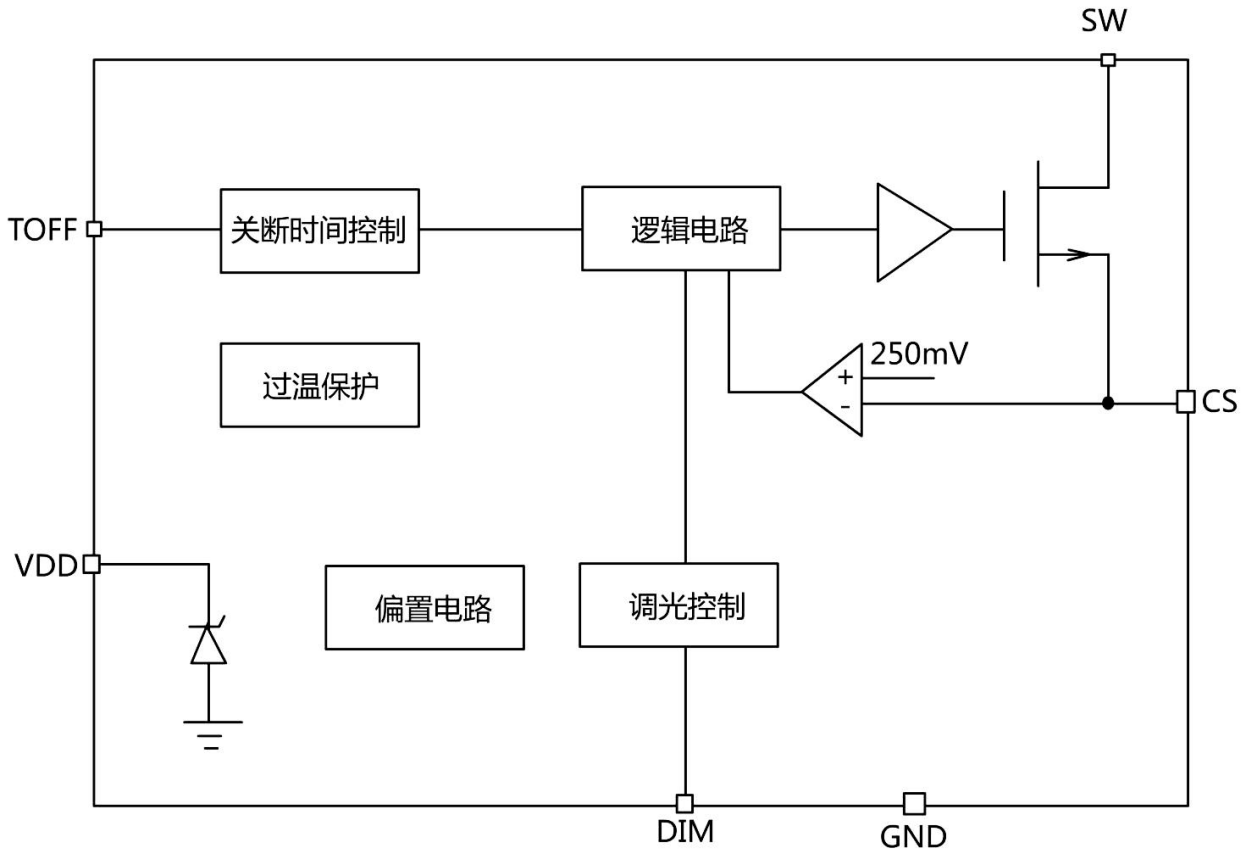 SW
TOFF
关断时间控制
逻辑电路
250mV
过温保护
+
-
CS
VDD
偏置电路
调光控制
DIM
GND